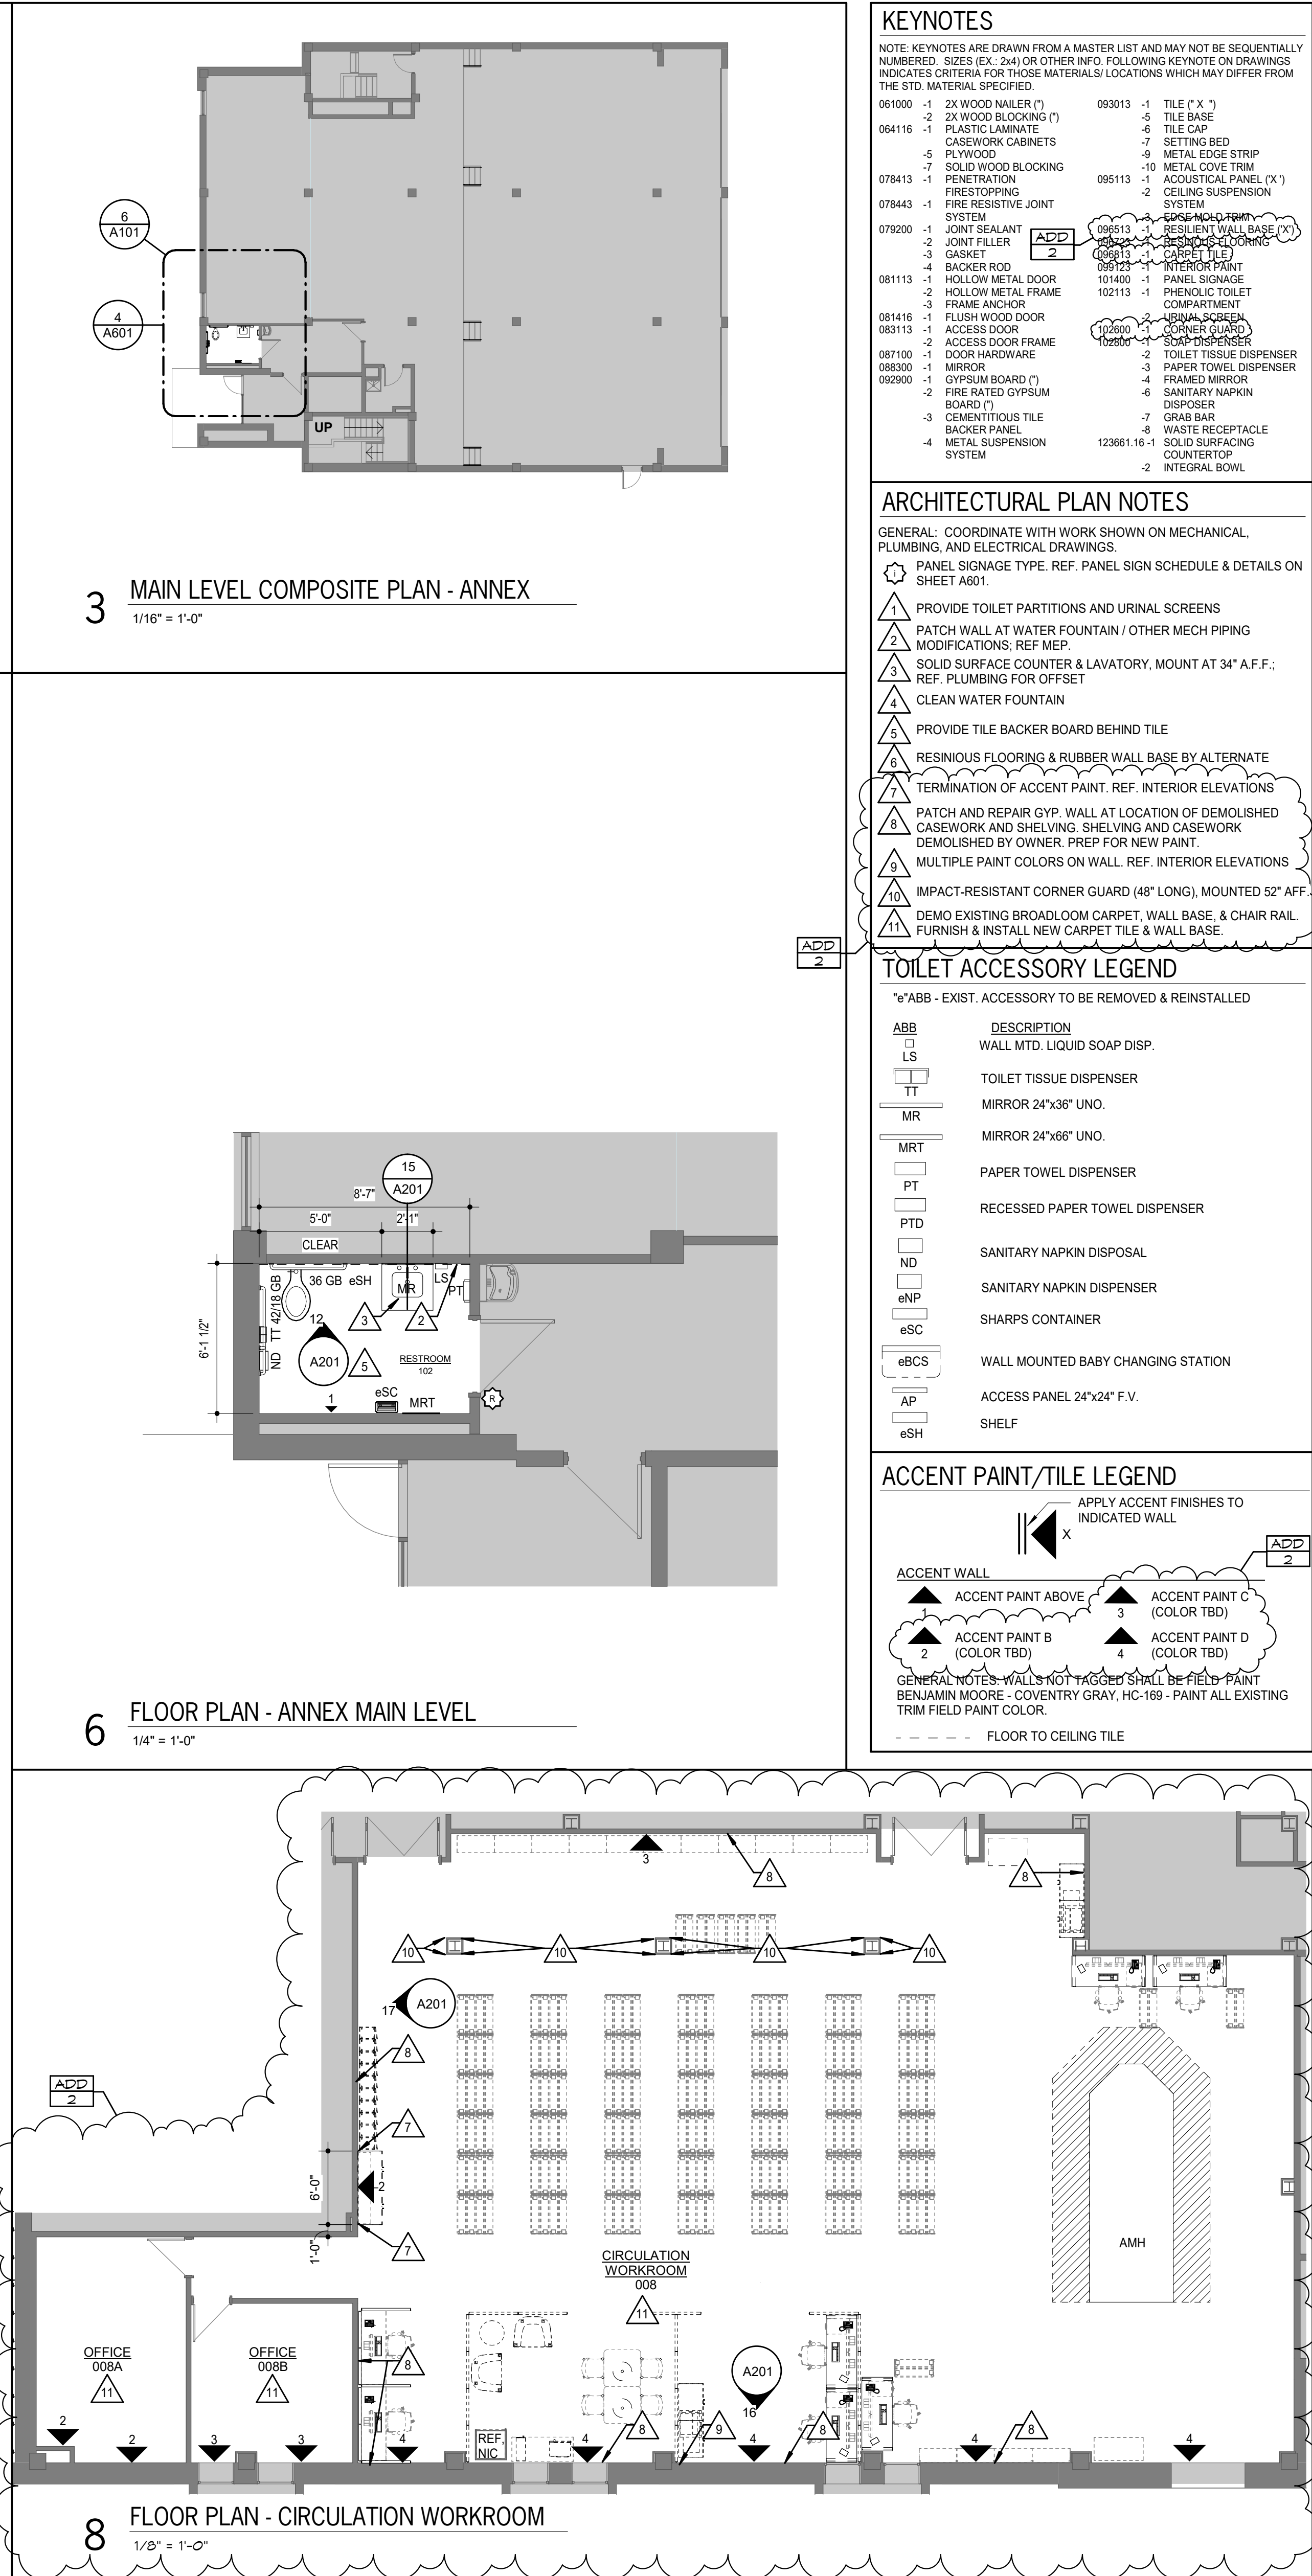 6
A101
4
A601
UP
3
MAIN LEVEL COMPOSITE PLAN - ANNEX
1/16" = 1'-0"
15
A201
8'-7"
5'-0"
2'-1"
CLEAR
36 GB
eSH
MR
LS
PT
TT 42/18 GB
ND
6'-1 1/2"
12
A201
3
2
5
RESTROOM
102
1
eSC
MRT
R
6
FLOOR PLAN - ANNEX MAIN LEVEL
1/4" = 1'-0"
KEYNOTES
NOTE: KEYNOTES ARE DRAWN FROM A MASTER LIST AND MAY NOT BE SEQUENTIALLY
NUMBERED. SIZES (EX.: 2x4) OR OTHER INFO. FOLLOWING KEYNOTE ON DRAWINGS
INDICATES CRITERIA FOR THOSE MATERIALS/ LOCATIONS WHICH MAY DIFFER FROM
THE STD. MATERIAL SPECIFIED.
061000 -1 2X WOOD NAILER (")
-2 2X WOOD BLOCKING (")
064116 -1 PLASTIC LAMINATE
CASEWORK CABINETS
-5 PLYWOOD
-7 SOLID WOOD BLOCKING
078413 -1 PENETRATION
FIRESTOPPING
078443 -1 FIRE RESISTIVE JOINT
SYSTEM
079200 -1 JOINT SEALANT
-2 JOINT FILLER
-3 GASKET
-4 BACKER ROD
081113 -1 HOLLOW METAL DOOR
-2 HOLLOW METAL FRAME
-3 FRAME ANCHOR
081416 -1 FLUSH WOOD DOOR
083113 -1 ACCESS DOOR
-2 ACCESS DOOR FRAME
087100 -1 DOOR HARDWARE
088300 -1 MIRROR
092900 -1 GYPSUM BOARD (")
-2 FIRE RATED GYPSUM
BOARD (")
-3 CEMENTITIOUS TILE
BACKER PANEL
-4 METAL SUSPENSION
SYSTEM
093013 -1 TILE (" X ")
-5 TILE BASE
-6 TILE CAP
-7 SETTING BED
-9 METAL EDGE STRIP
-10 METAL COVE TRIM
095113 -1 ACOUSTICAL PANEL ('X ')
-2 CEILING SUSPENSION
SYSTEM
-3 EDGE MOLD TRIM
096513 -1 RESILIENT WALL BASE ('X')
096723 -1 RESINOUS FLOORING
096813 -1 CARPET TILE
099123 -1 INTERIOR PAINT
101400 -1 PANEL SIGNAGE
102113 -1 PHENOLIC TOILET
COMPARTMENT
-2 URINAL SCREEN
102600 -1 CORNER GUARD
102800 -1 SOAP DISPENSER
-2 TOILET TISSUE DISPENSER
-3 PAPER TOWEL DISPENSER
-4 FRAMED MIRROR
-6 SANITARY NAPKIN
DISPOSER
-7 GRAB BAR
-8 WASTE RECEPTACLE
123661.16 -1 SOLID SURFACING
COUNTERTOP
-2 INTEGRAL BOWL
ADD
2
ARCHITECTURAL PLAN NOTES
GENERAL: COORDINATE WITH WORK SHOWN ON MECHANICAL,
PLUMBING, AND ELECTRICAL DRAWINGS.
i PANEL SIGNAGE TYPE. REF. PANEL SIGN SCHEDULE & DETAILS ON
SHEET A601.
1 PROVIDE TOILET PARTITIONS AND URINAL SCREENS
2 PATCH WALL AT WATER FOUNTAIN / OTHER MECH PIPING
MODIFICATIONS; REF MEP.
3 SOLID SURFACE COUNTER & LAVATORY, MOUNT AT 34" A.F.F.;
REF. PLUMBING FOR OFFSET
4 CLEAN WATER FOUNTAIN
5 PROVIDE TILE BACKER BOARD BEHIND TILE
6 RESINIOUS FLOORING & RUBBER WALL BASE BY ALTERNATE
7 TERMINATION OF ACCENT PAINT. REF. INTERIOR ELEVATIONS
8 PATCH AND REPAIR GYP. WALL AT LOCATION OF DEMOLISHED
CASEWORK AND SHELVING. SHELVING AND CASEWORK
DEMOLISHED BY OWNER. PREP FOR NEW PAINT.
9 MULTIPLE PAINT COLORS ON WALL. REF. INTERIOR ELEVATIONS
10 IMPACT-RESISTANT CORNER GUARD (48" LONG), MOUNTED 52" AFF.
11 DEMO EXISTING BROADLOOM CARPET, WALL BASE, & CHAIR RAIL.
FURNISH & INSTALL NEW CARPET TILE & WALL BASE.
ADD
2
TOILET ACCESSORY LEGEND
"e"ABB - EXIST. ACCESSORY TO BE REMOVED & REINSTALLED
ABB DESCRIPTION
LS WALL MTD. LIQUID SOAP DISP.
TT TOILET TISSUE DISPENSER
MR MIRROR 24"x36" UNO.
MRT MIRROR 24"x66" UNO.
PT PAPER TOWEL DISPENSER
PTD RECESSED PAPER TOWEL DISPENSER
ND SANITARY NAPKIN DISPOSAL
eNP SANITARY NAPKIN DISPENSER
eSC SHARPS CONTAINER
eBCS WALL MOUNTED BABY CHANGING STATION
AP ACCESS PANEL 24"x24" F.V.
eSH SHELF
ACCENT PAINT/TILE LEGEND
APPLY ACCENT FINISHES TO
INDICATED WALL
X
ADD
2
ACCENT WALL
1 ACCENT PAINT ABOVE
3 ACCENT PAINT C
(COLOR TBD)
2 ACCENT PAINT B
(COLOR TBD)
4 ACCENT PAINT D
(COLOR TBD)
GENERAL NOTES: WALLS NOT TAGGED SHALL BE FIELD PAINT
BENJAMIN MOORE - COVENTRY GRAY, HC-169 - PAINT ALL EXISTING
TRIM FIELD PAINT COLOR.
FLOOR TO CEILING TILE
3
8
8
10
10
10
10
17
A201
8
ADD
2
7
6'-0"
2
1'-0"
7
AMH
CIRCULATION
WORKROOM
008
11
OFFICE
008A
11
OFFICE
008B
11
8
A201
16
2
2
3
3
4
REF.
NIC
4
8
9
4
8
4
8
4
8
FLOOR PLAN - CIRCULATION WORKROOM
1/8" = 1'-0"